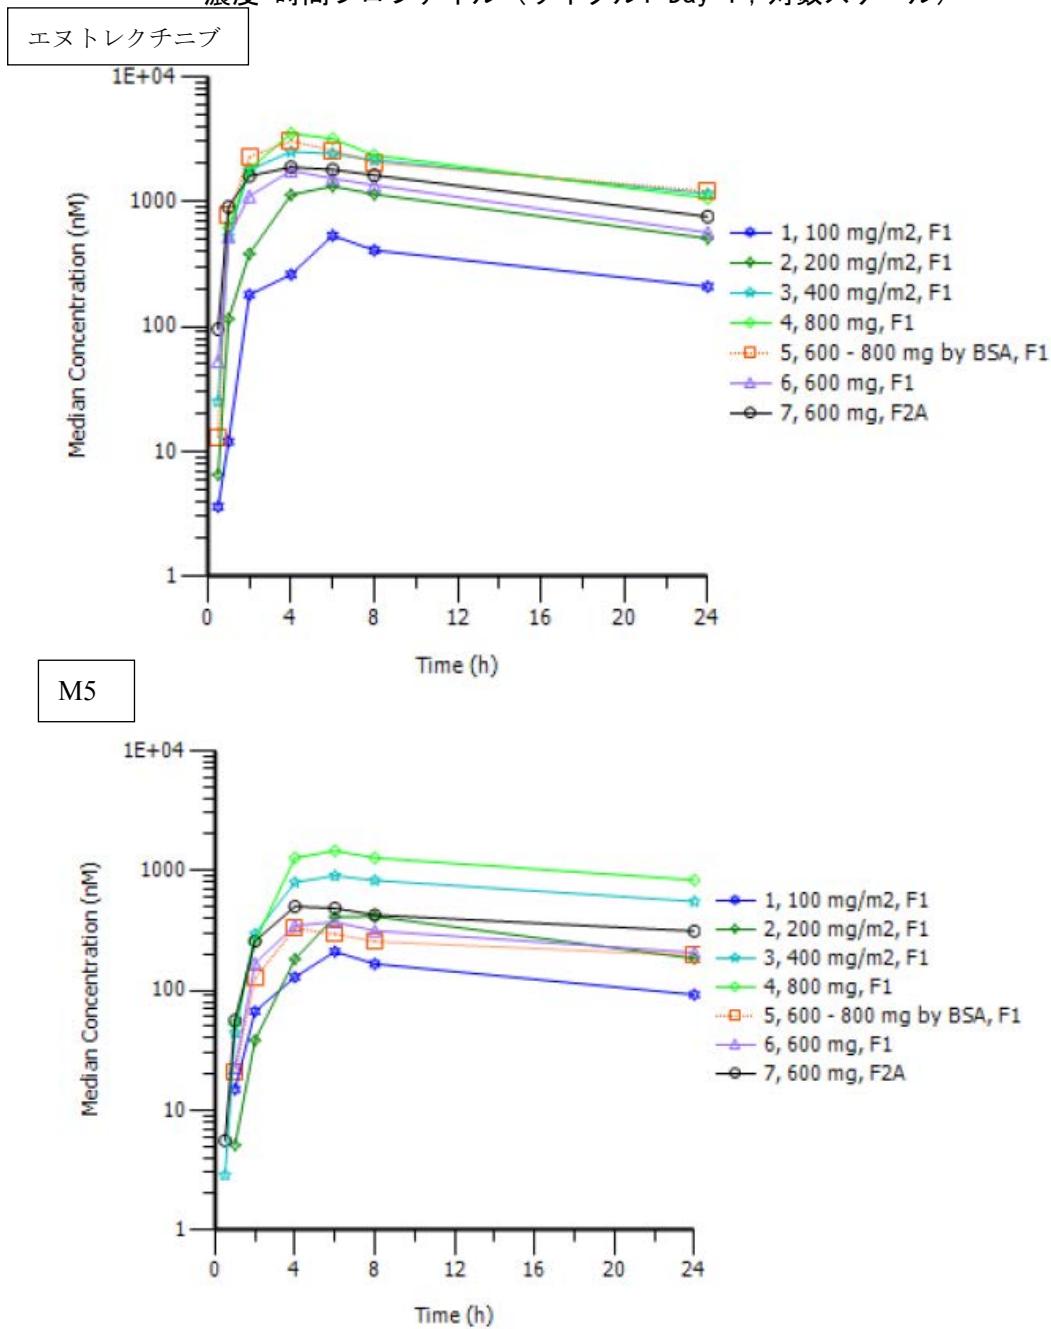 エヌトレクチニブ
1E+04
1000
100
10
1
Median Concentration (nM)
0 4 8 12 16 20 24
Time (h)
1, 100 mg/m2, F1
2, 200 mg/m2, F1
3, 400 mg/m2, F1
4, 800 mg, F1
5, 600 - 800 mg by BSA, F1
6, 600 mg, F1
7, 600 mg, F2A
M5
1E+04
1000
100
10
1
Median Concentration (nM)
0 4 8 12 16 20 24
Time (h)
1, 100 mg/m2, F1
2, 200 mg/m2, F1
3, 400 mg/m2, F1
4, 800 mg, F1
5, 600 - 800 mg by BSA, F1
6, 600 mg, F1
7, 600 mg, F2A